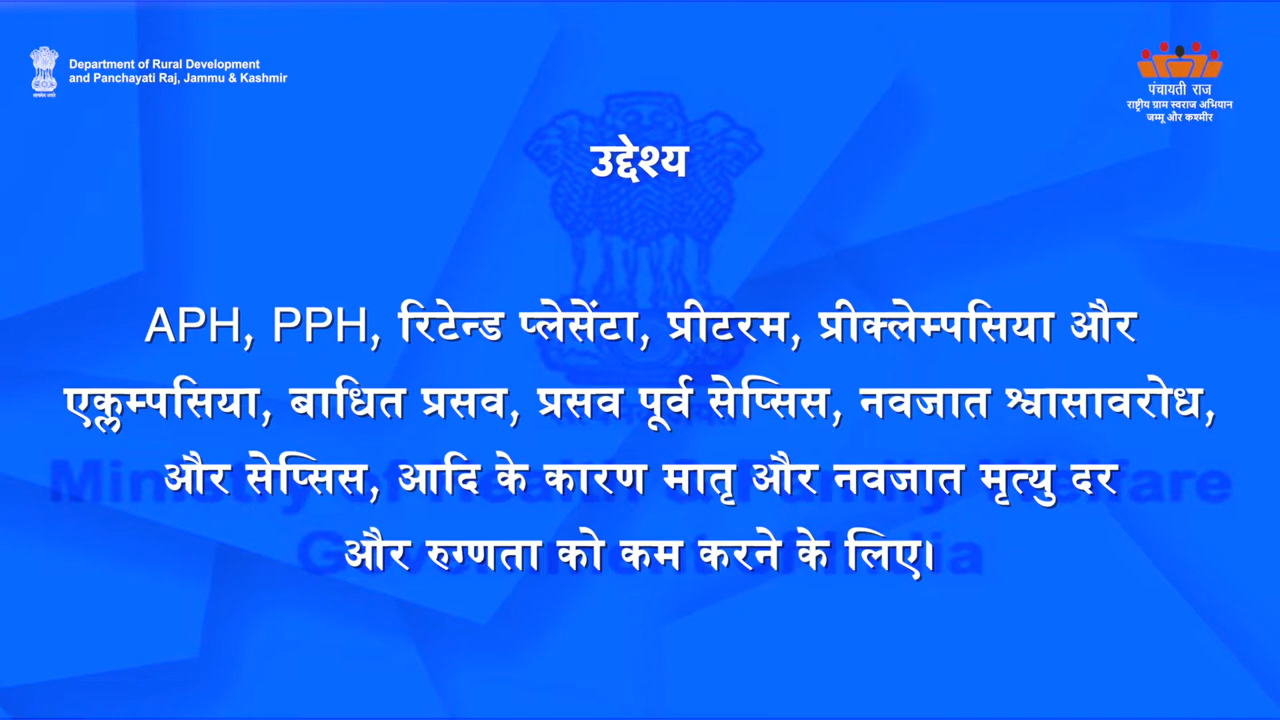 Department of Rural Development
and Panchayati Raj, Jammu & Kashmir
पंचायती राज
राष्ट्रीय ग्राम स्वराज अभियान
जम्मू और कश्मीर
उद्देश्य
APH, PPH, रिटेन्ड प्लेसेंटा, प्रीटरम, प्रीक्लेम्पसिया और
एक्लम्पसिया, बाधित प्रसव, प्रसव पूर्व सेप्सिस, नवजात श्वासावरोध,
और सेप्सिस, आदि के कारण मातृ और नवजात मृत्यु दर
और रुग्णता को कम करने के लिए।